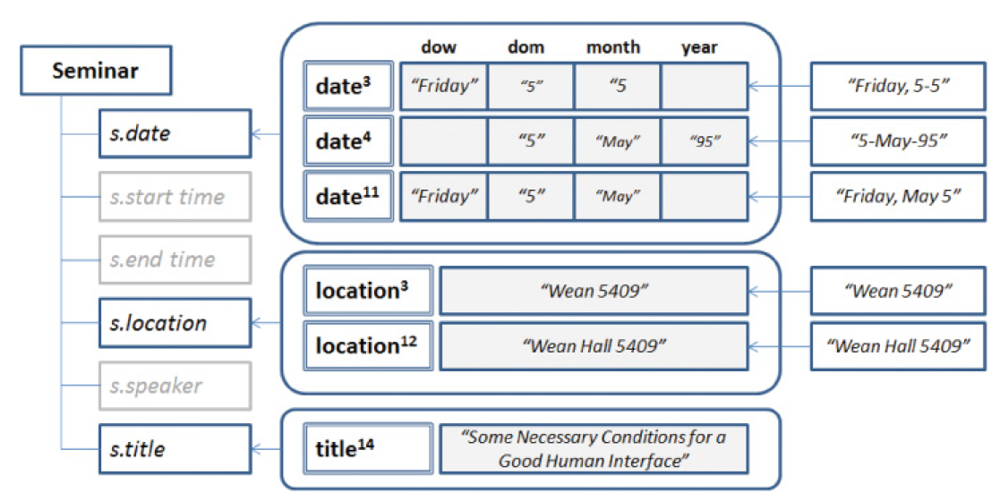 dow dom month year
Seminar
date3 “Friday” “5” “5 “Friday, 5-5”
s.date
date4 “5” “May” “95” “5-May-95”
s.start time
date11 “Friday” “5” “May” “Friday, May 5”
s.end time
location3 “Wean 5409” “Wean 5409”
s.location
location12 “Wean Hall 5409” “Wean Hall 5409”
s.speaker
s.title
title14
“Some Necessary Conditions for a
Good Human Interface”